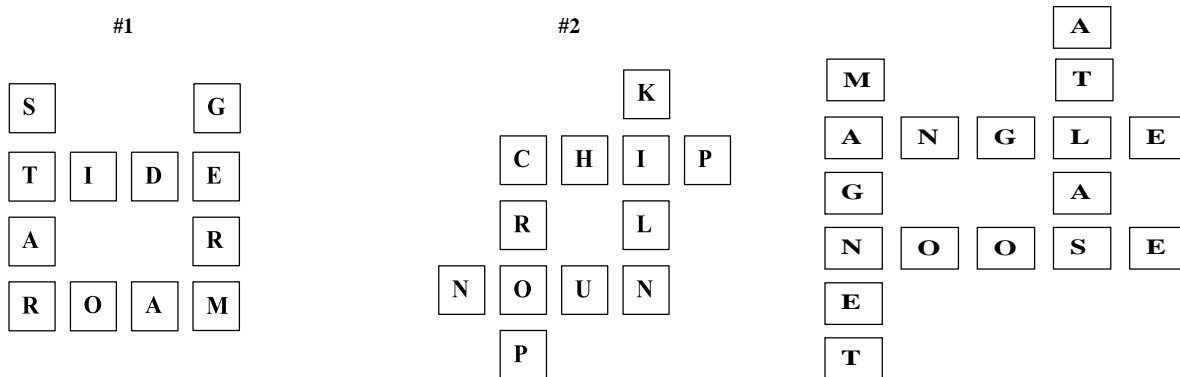 #1 #2
A
M T
S G
K
A N G L E
T I D E
C H I P
G A
A R
R L
N O O S E
R O A M
N O U N
E
P
T